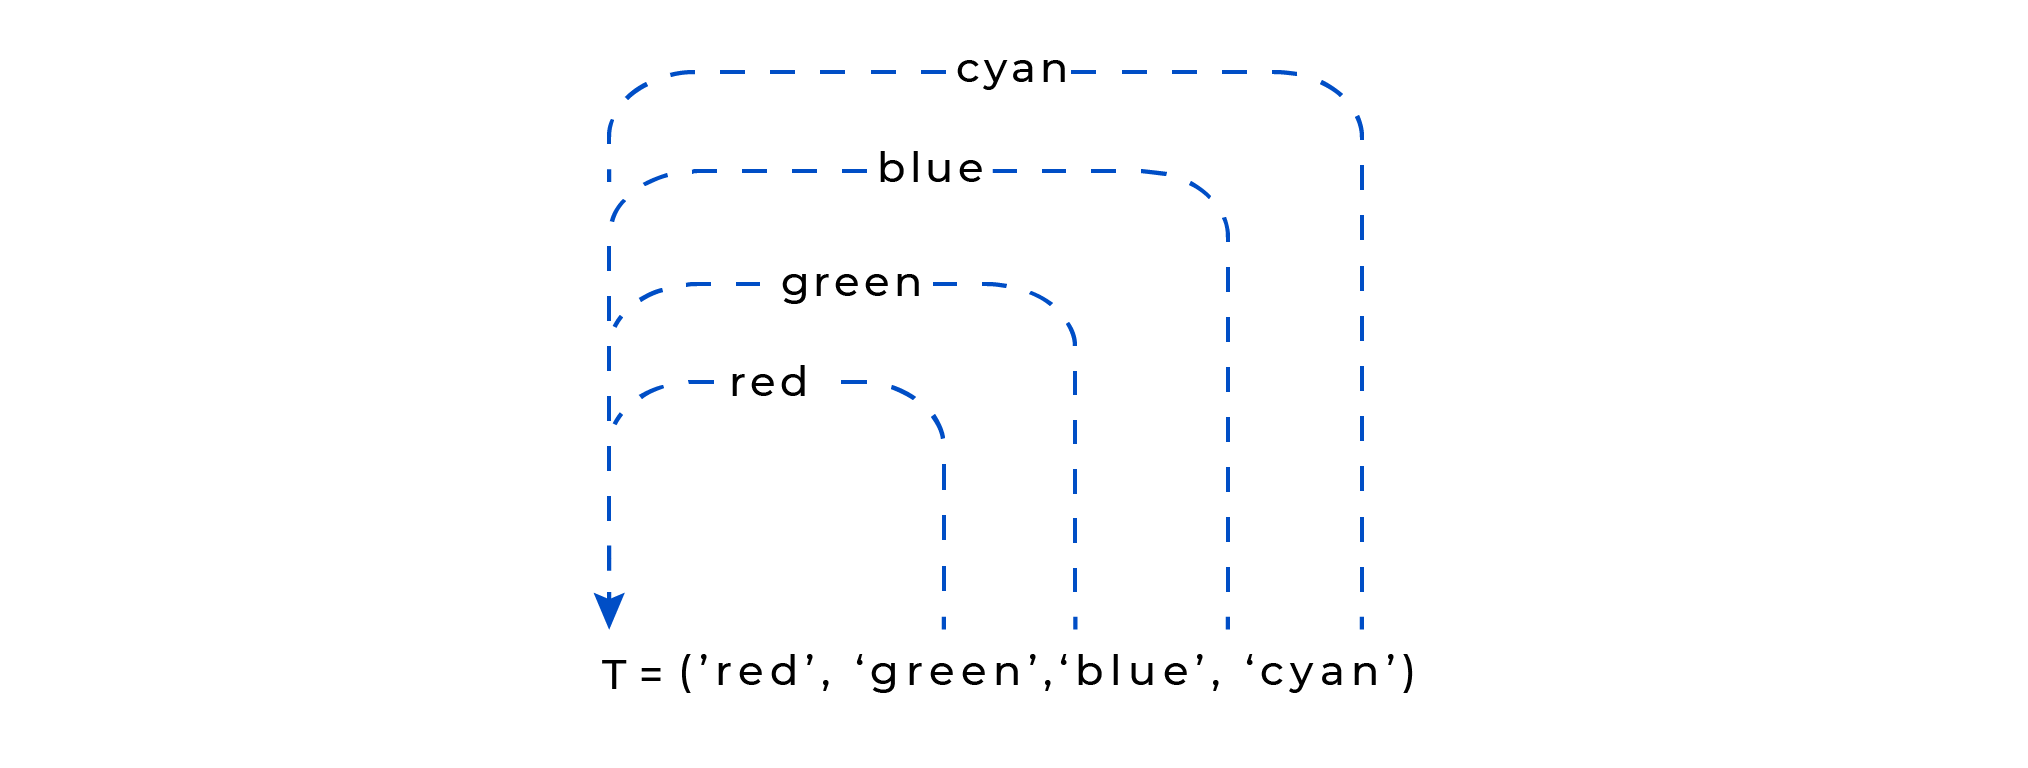 cyan
blue
green
red
T = (’red’, ‘green’,‘blue’, ‘cyan’)